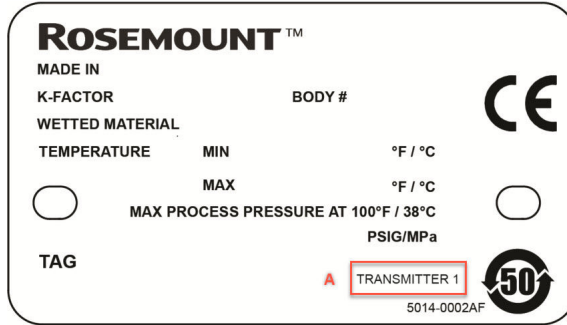 ROSEMOUNT™
MADE IN
K-FACTOR BODY #
WETTED MATERIAL
TEMPERATURE MIN °F / °C
MAX °F / °C
MAX PROCESS PRESSURE AT 100°F / 38°C
PSIG/MPa
TAG
A TRANSMITTER 1
50
5014-0002AF
CE